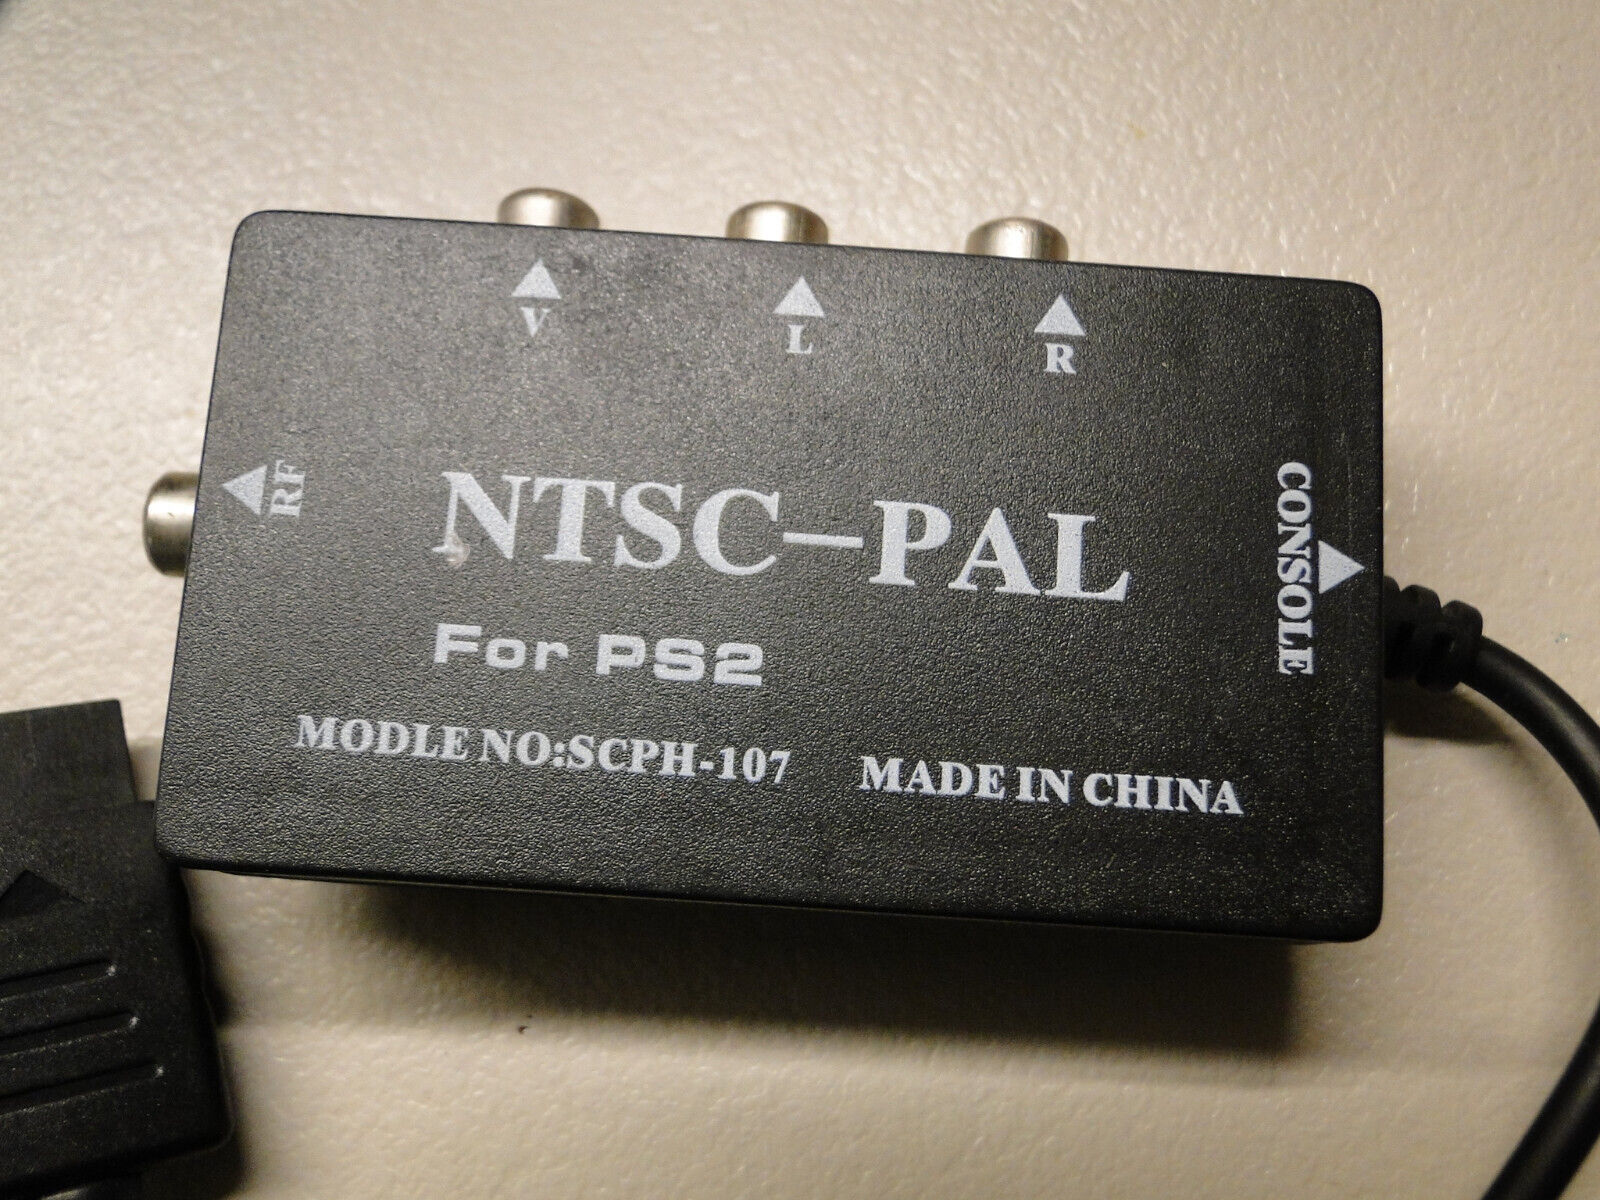 V
L
R
RF
CONSOLE
NTSC-PAL
For PS2
MODLE NO:SCPH-107
MADE IN CHINA